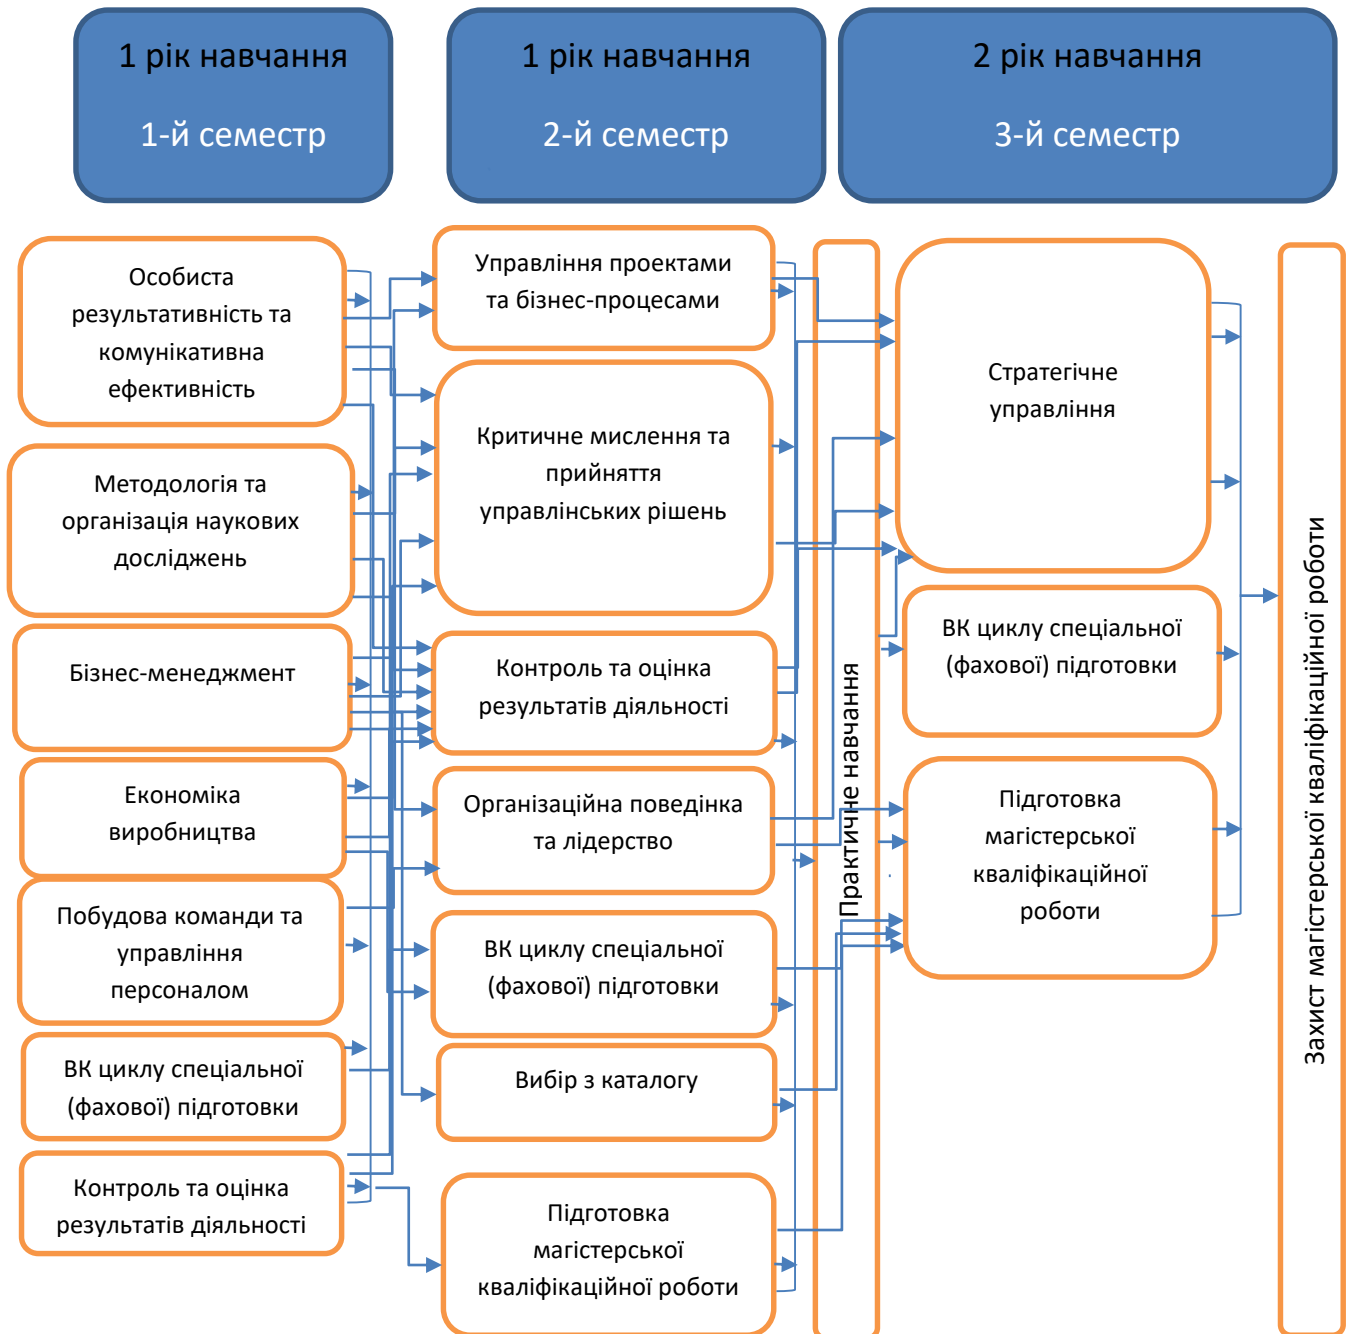 1 рік навчання
1-й семестр
1 рік навчання
2-й семестр
2 рік навчання
3-й семестр
Особиста
результативність та
комунікативна
ефективність
Методологія та
організація наукових
досліджень
Бізнес-менеджмент
Економіка
виробництва
Побудова команди та
управління
персоналом
ВК циклу спеціальної
(фахової) підготовки
Контроль та оцінка
результатів діяльності
Управління проектами
та бізнес-процесами
Критичне мислення та
прийняття
управлінських рішень
Контроль та оцінка
результатів діяльності
Організаційна поведінка
та лідерство
ВК циклу спеціальної
(фахової) підготовки
Вибір з каталогу
Підготовка
магістерської
кваліфікаційної роботи
Практичне навчання
Стратегічне
управління
ВК циклу спеціальної
(фахової) підготовки
Підготовка
магістерської
кваліфікаційної
роботи
Захист магістерської кваліфікаційної роботи